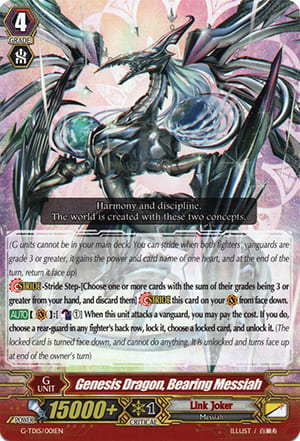 4
GRADE
Harmony and discipline.
The world is created with these two concepts.
(G units cannot be in your main deck. You can stride when both fighters' vanguards are
grade 3 or greater, it gains the power and card name of one heart, and at the end of the
turn, return it face up)
STRIDE -Stride Step-[Choose one or more cards with the sum of their grades being 3 or
greater from your hand, and discard them] STRIDE this card on your from face down.
AUTO : [ 1] When this unit attacks a vanguard, you may pay the cost. If you do,
choose a rear-guard in any fighter's back row, lock it, choose a locked card, and unlock it. (The
locked card is turned face down, and cannot do anything. It is unlocked and turns face up
at the end of the owner's turn)
G
UNIT
Genesis Dragon, Bearing Messiah
POWER
15000+
1
CRITICAL
Link Joker
Messiah
G-TD15/001EN
ILLUST /